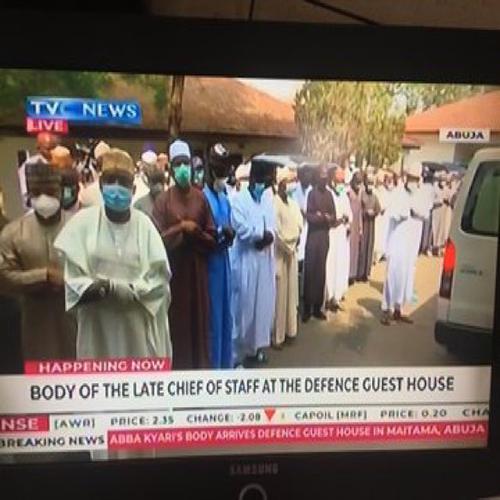 TVC NEWS
LIVE
ABUJA
HAPPENING NOW
BODY OF THE LATE CHIEF OF STAFF AT THE DEFENCE GUEST HOUSE
NSE [AWR] PRICE: 2.35 CHANGE: -2.08 CAPOIL [MRF] PRICE: 0.20 CHA
BREAKING NEWS ABBA KYARI'S BODY ARRIVES DEFENCE GUEST HOUSE IN MAITAMA, ABUJA
SAMSUNG